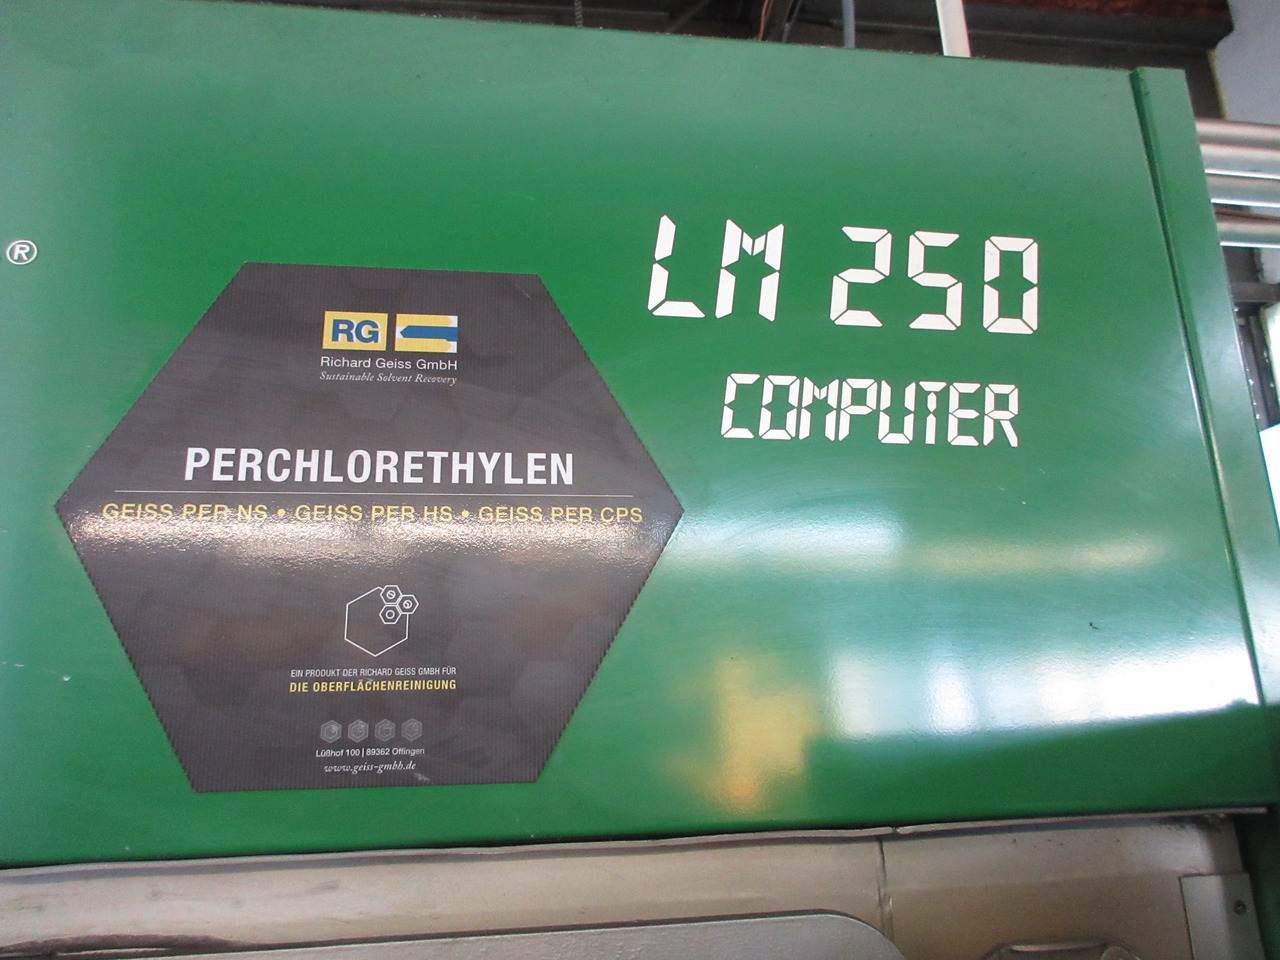 ®
LM 250
COMPUTER
RG
Richard Geiss GmbH
Sustainable Solvent Recovery
PERCHLORETHYLEN
GEISS PER NS • GEISS PER HS • GEISS PER CPS
EIN PRODUKT DER RICHARD GEISS GMBH FÜR
DIE OBERFLÄCHENREINIGUNG
Lüßhof 100 | 89362 Offingen
www.geiss-gmbh.de